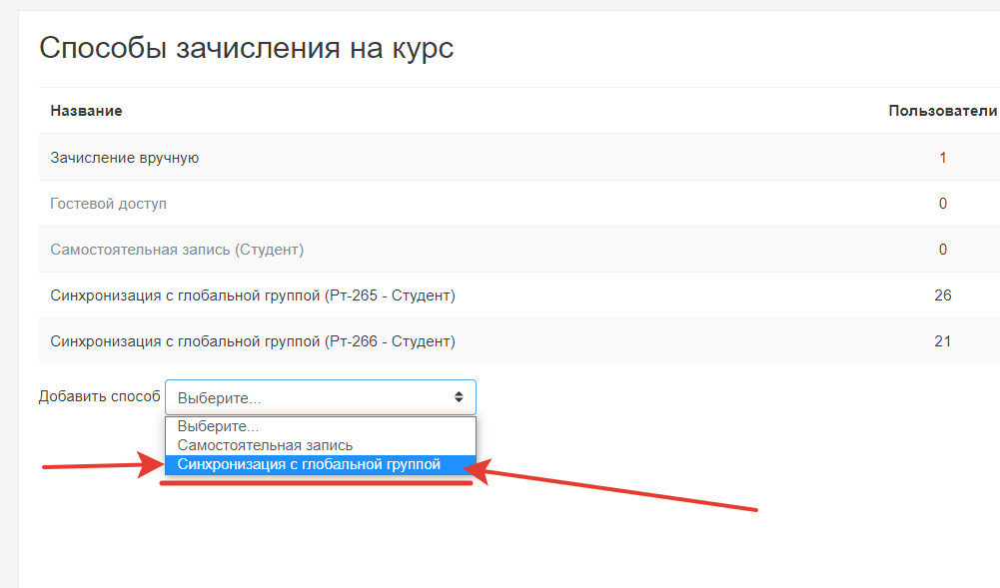 Способы зачисления на курс
Название Пользователи
Зачисление вручную 1
Гостевой доступ 0
Самостоятельная запись (Студент) 0
Синхронизация с глобальной группой (Рт-265 - Студент) 26
Синхронизация с глобальной группой (Рт-266 - Студент) 21
Добавить способ Выберите...
Выберите...
Самостоятельная запись
Синхронизация с глобальной группой